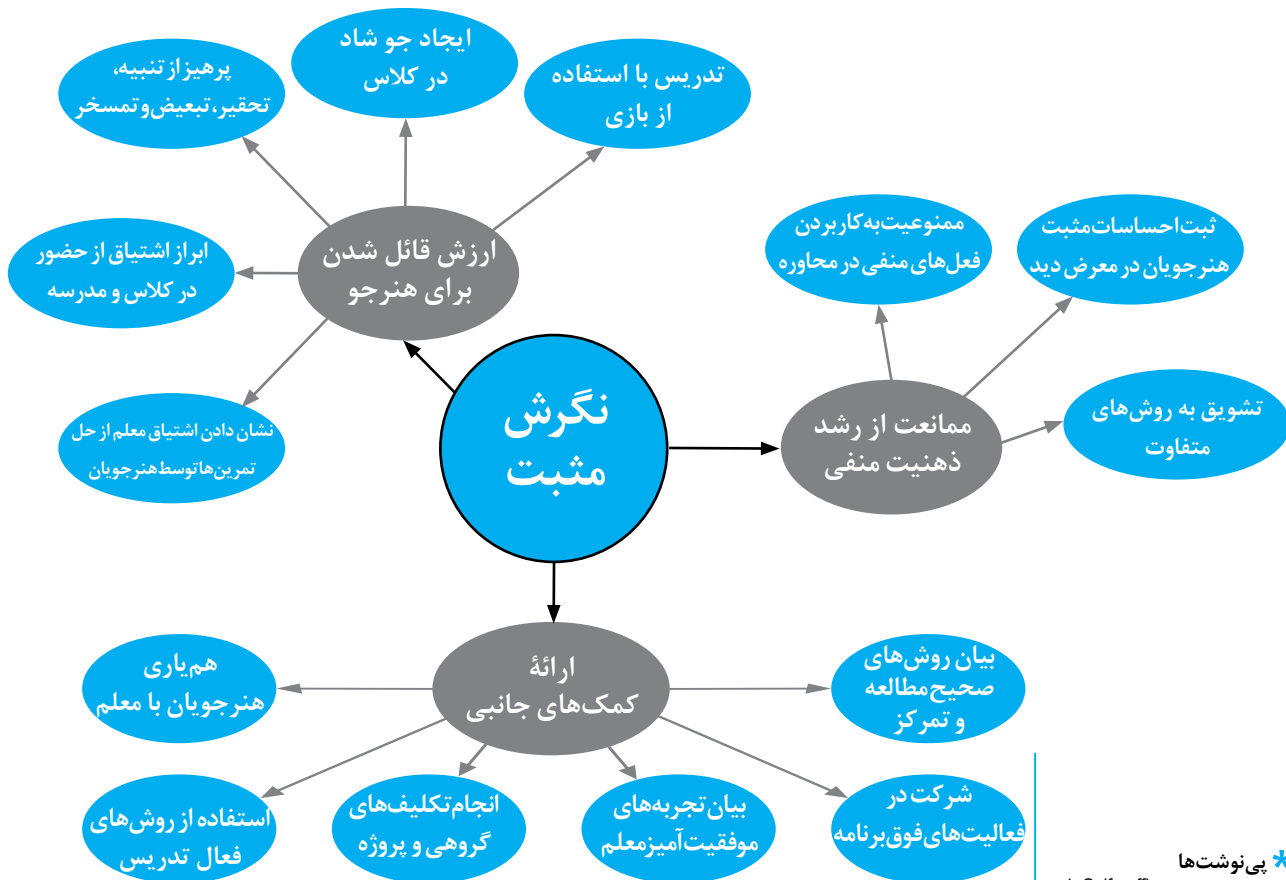 ایجاد جو شاد
در کلاس
پرهیز از تنبیه،
تحقیر، تبعیض و تمسخر
تدریس با استفاده
از بازی
ارزش قائل شدن
برای هنرجو
ابراز اشتیاق از حضور
در کلاس و مدرسه
نشان دادن اشتیاق معلم از حل
تمرین‌ها توسط هنرجویان
ثبت احساسات مثبت
هنرجویان در معرض دید
ممنوعیت به کار بردن
فعل‌های منفی در محاوره
تشویق به روش‌های
متفاوت
ممانعت از رشد
ذهنیت منفی
نگرش
مثبت
ارائهٔ
کمک‌های جانبی
بیان روش‌های
صحیح مطالعه
و تمرکز
هم‌یاری
هنرجویان با معلم
شرکت در
فعالیت‌های فوق برنامه
بیان تجربه‌های
موفقیت‌آمیز معلم
انجام تکلیف‌های
گروهی و پروژه
استفاده از روش‌های
فعال تدریس
* پی‌نوشت‌ها